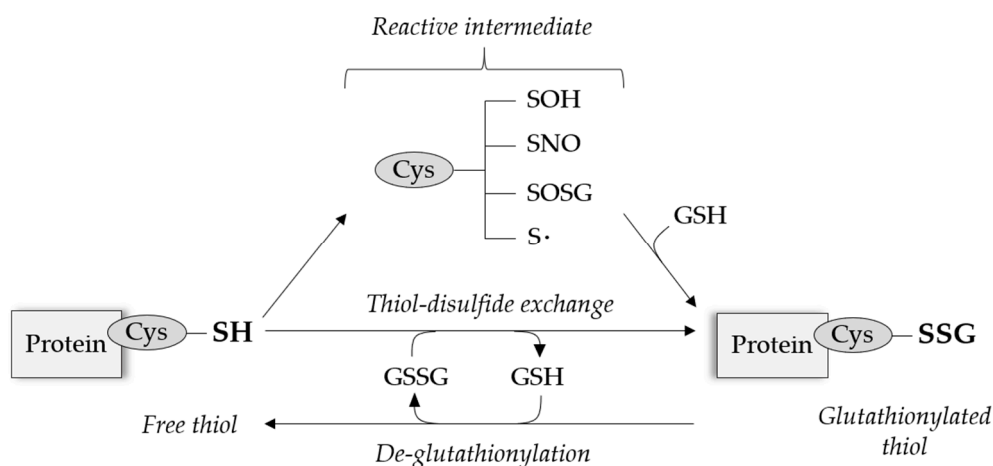 Reactive intermediate
SOH
SNO
Cys
SOSG
S·
GSH
Thiol-disulfide exchange
Protein Cys SH
Protein Cys SSG
GSSG GSH
Free thiol
De-glutathionylation
Glutathionylated
thiol